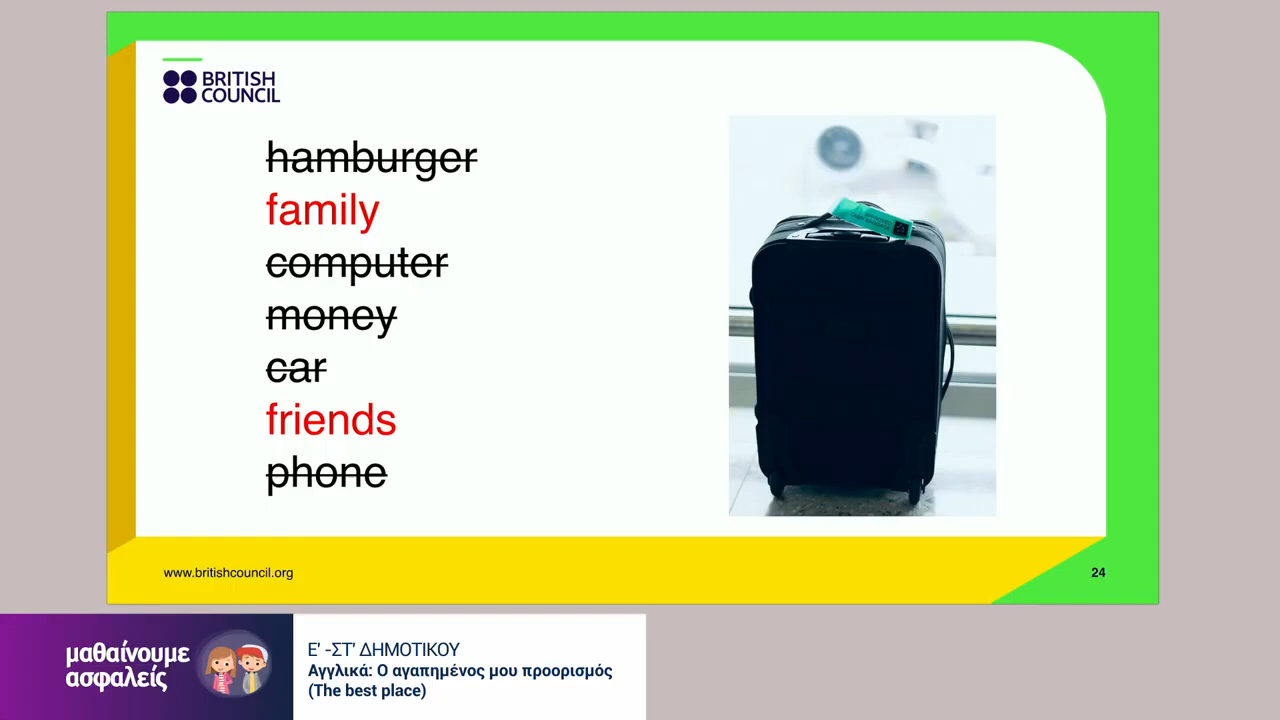 BRITISH
COUNCIL
hamburger
family
computer
money
car
friends
phone
www.britishcouncil.org
24
μαθαίνουμε
ασφαλείς
Ε' -ΣΤ' ΔΗΜΟΤΙΚΟΥ
Αγγλικά: Ο αγαπημένος μου προορισμός
(The best place)